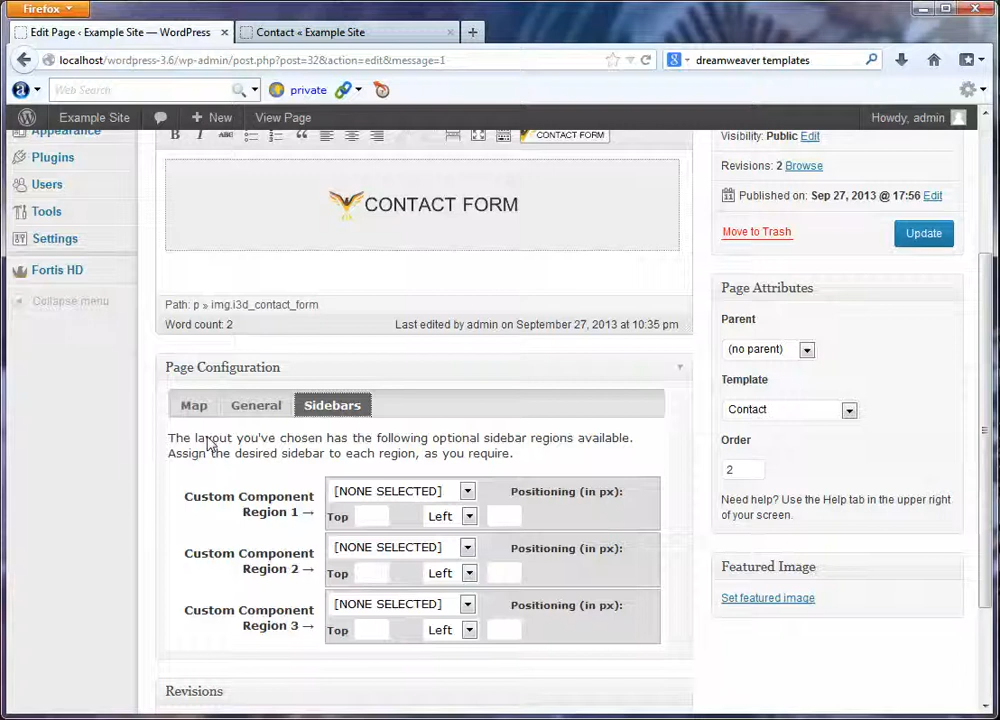 Firefox
Edit Page ‹ Example Site — WordPress
Contact « Example Site
localhost/wordpress-3.6/wp-admin/post.php?post=32&action=edit&message=1
dreamweaver templates
Web Search
private
Example Site
New
View Page
Howdy, admin
Appearance
Plugins
Users
Tools
Settings
Fortis HD
Collapse menu
B I ABC
CONTACT FORM
CONTACT FORM
Path: p » img.i3d_contact_form
Word count: 2
Last edited by admin on September 27, 2013 at 10:35 pm
Page Configuration
Map
General
Sidebars
The layout you've chosen has the following optional sidebar regions available.
Assign the desired sidebar to each region, as you require.
Custom Component
Region 1 →
[NONE SELECTED]
Positioning (in px):
Top
Left
Custom Component
Region 2 →
[NONE SELECTED]
Positioning (in px):
Top
Left
Custom Component
Region 3 →
[NONE SELECTED]
Positioning (in px):
Top
Left
Revisions
Visibility: Public Edit
Revisions: 2 Browse
Published on: Sep 27, 2013 @ 17:56 Edit
Move to Trash
Update
Page Attributes
Parent
(no parent)
Template
Contact
Order
2
Need help? Use the Help tab in the upper right
of your screen.
Featured Image
Set featured image